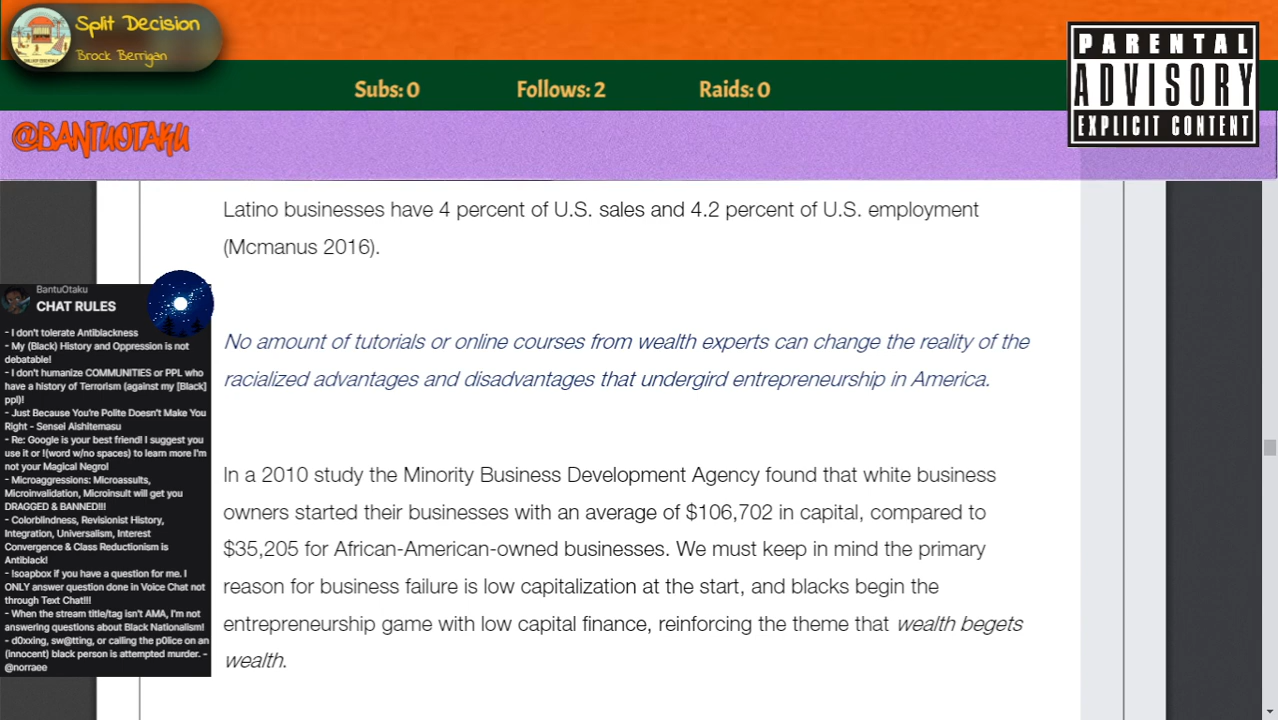 Split Decision
Brock Berrigan
PARENTAL
ADVISORY
EXPLICIT CONTENT
Subs: 0
Follows: 2
Raids: 0
@BANTUOTAKU
Latino businesses have 4 percent of U.S. sales and 4.2 percent of U.S. employment
(Mcmanus 2016).
No amount of tutorials or online courses from wealth experts can change the reality of the
racialized advantages and disadvantages that undergird entrepreneurship in America.
In a 2010 study the Minority Business Development Agency found that white business
owners started their businesses with an average of $106,702 in capital, compared to
$35,205 for African-American-owned businesses. We must keep in mind the primary
reason for business failure is low capitalization at the start, and blacks begin the
entrepreneurship game with low capital finance, reinforcing the theme that wealth begets
wealth.
BantuOtaku
CHAT RULES
- I don't tolerate Antiblackness
- My (Black) History and Oppression is not
debatable!
- I don't humanize COMMUNITIES or PPL who
have a history of Terrorism (against my [Black]
ppl)!
- Just Because You're Polite Doesn't Make You
Right - Sensei Aishitemasu
- Re: Google is your best friend! I suggest you
use it or !(word w/no spaces) to learn more I'm
not your Magical Negro!
- Microaggressions: Microassults,
Microinvalidation, Microinsult will get you
DRAGGED & BANNED!!!
- Colorblindness, Revisionist History,
Integration, Universalism, Interest
Convergence & Class Reductionism is
Antiblack!
- !soapbox if you have a question for me. I
ONLY answer question done in Voice Chat not
through Text Chat!!!
- When the stream title/tag isn't AMA, I'm not
answering questions about Black Nationalism!
- d0xxing, sw@tting, or calling the p0lice on an
(innocent) black person is attempted murder. -
@norraee